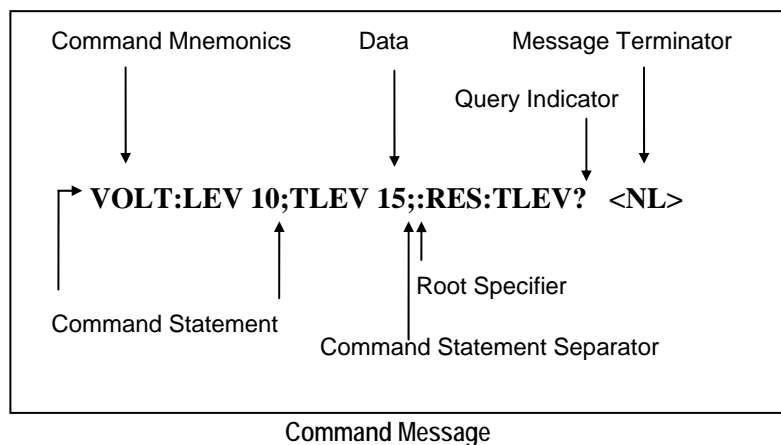 Command Mnemonics Data Message Terminator
Query Indicator
VOLT:LEV 10;TLEV 15;:RES:TLEV? <NL>
Root Specifier
Command Statement
Command Statement Separator
Command Message